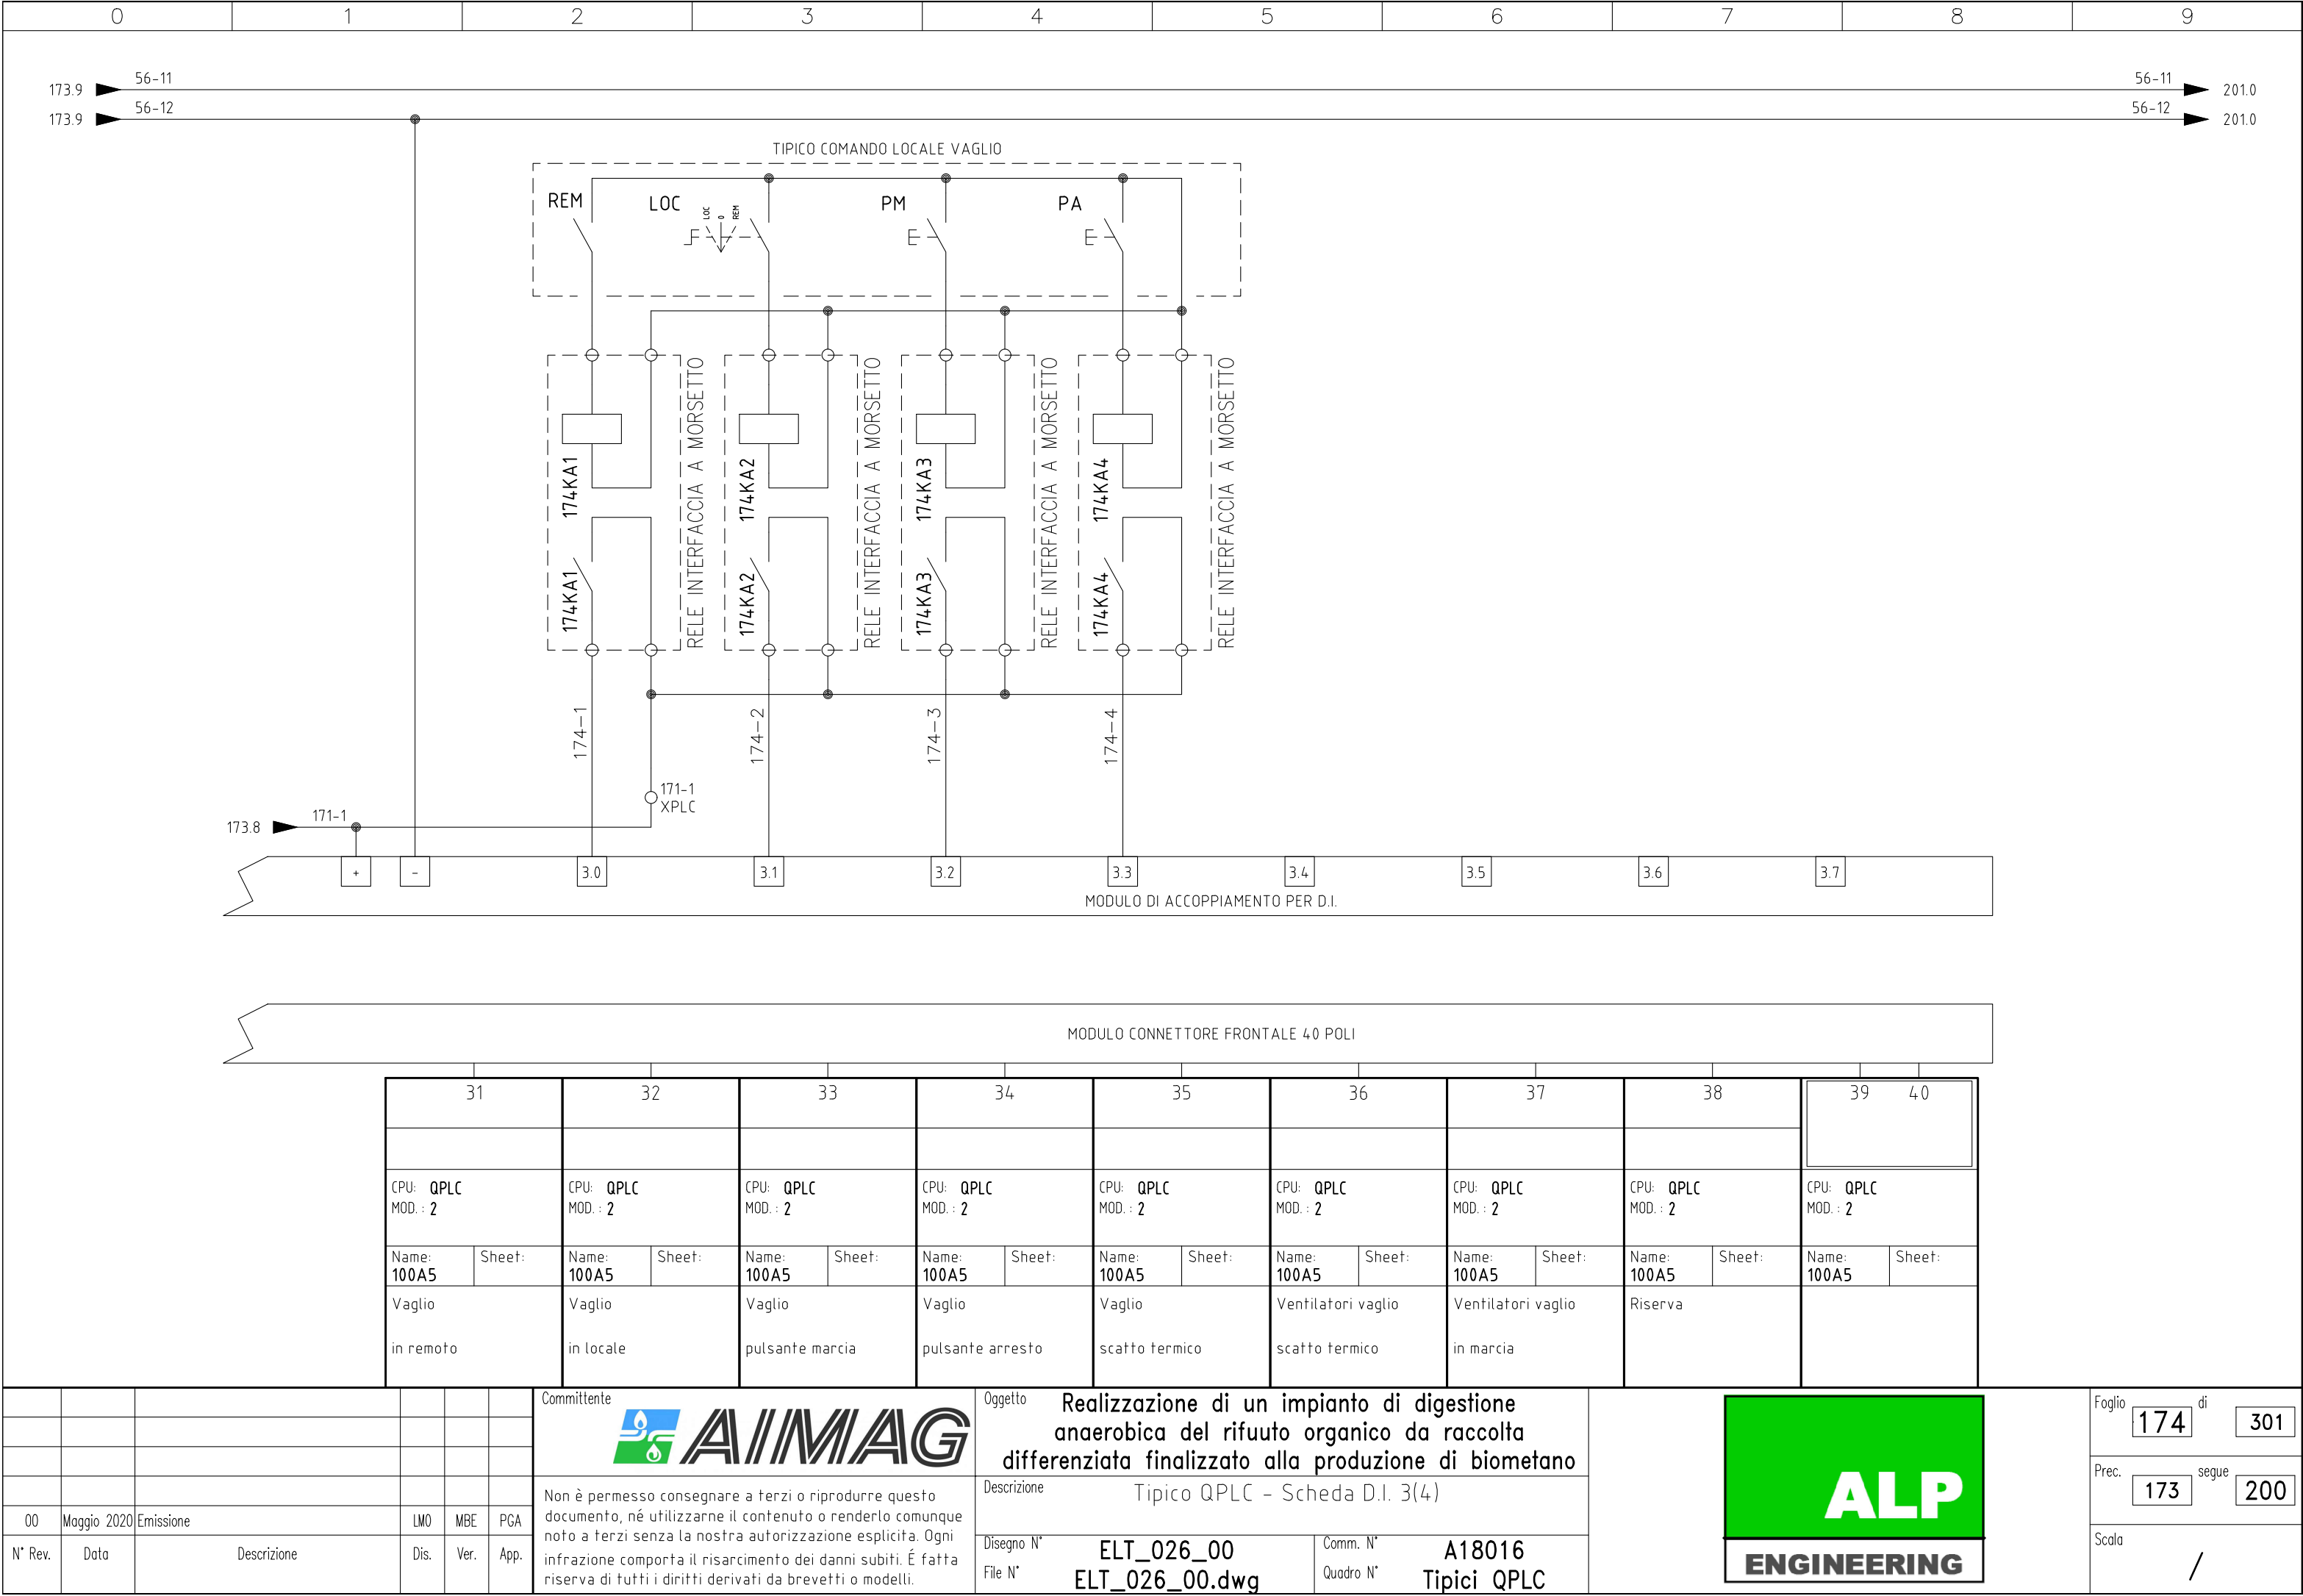 0 1 2 3 4 5 6 7 8 9
173.9 56-11 56-11 201.0
173.9 56-12 56-12 201.0
TIPICO COMANDO LOCALE VAGLIO
REM LOC LOC 0 REM PM PA
174KA1 RELE INTERFACCIA A MORSETTO
174KA2 RELE INTERFACCIA A MORSETTO
174KA3 RELE INTERFACCIA A MORSETTO
174KA4 RELE INTERFACCIA A MORSETTO
174KA1 174KA2 174KA3 174KA4
174-1 174-2 174-3 174-4
171-1
XPLC
173.8 171-1
+ - 3.0 3.1 3.2 3.3 3.4 3.5 3.6 3.7
MODULO DI ACCOPPIAMENTO PER D.I.
MODULO CONNETTORE FRONTALE 40 POLI
31 32 33 34 35 36 37 38 39 40
CPU: QPLC CPU: QPLC CPU: QPLC CPU: QPLC CPU: QPLC CPU: QPLC CPU: QPLC CPU: QPLC CPU: QPLC
MOD. : 2 MOD. : 2 MOD. : 2 MOD. : 2 MOD. : 2 MOD. : 2 MOD. : 2 MOD. : 2 MOD. : 2
Name: Sheet: Name: Sheet: Name: Sheet: Name: Sheet: Name: Sheet: Name: Sheet: Name: Sheet: Name: Sheet: Name: Sheet:
100A5 100A5 100A5 100A5 100A5 100A5 100A5 100A5 100A5
Vaglio Vaglio Vaglio Vaglio Vaglio Ventilatori vaglio Ventilatori vaglio Riserva
in remoto in locale pulsante marcia pulsante arresto scatto termico scatto termico in marcia
00 Maggio 2020 Emissione LMO MBE PGA
N° Rev. Data Descrizione Dis. Ver. App.
Committente
AIMAG
Non è permesso consegnare a terzi o riprodurre questo
documento, né utilizzarne il contenuto o renderlo comunque
noto a terzi senza la nostra autorizzazione esplicita. Ogni
infrazione comporta il risarcimento dei danni subiti. É fatta
riserva di tutti i diritti derivati da brevetti o modelli.
Oggetto Realizzazione di un impianto di digestione
anaerobica del rifuuto organico da raccolta
differenziata finalizzato alla produzione di biometano
Descrizione Tipico QPLC - Scheda D.I. 3(4)
Disegno N° ELT_026_00 Comm. N° A18016
File N° ELT_026_00.dwg Quadro N° Tipici QPLC
ALP
ENGINEERING
Foglio 174 di 301
Prec. 173 segue 200
Scala /